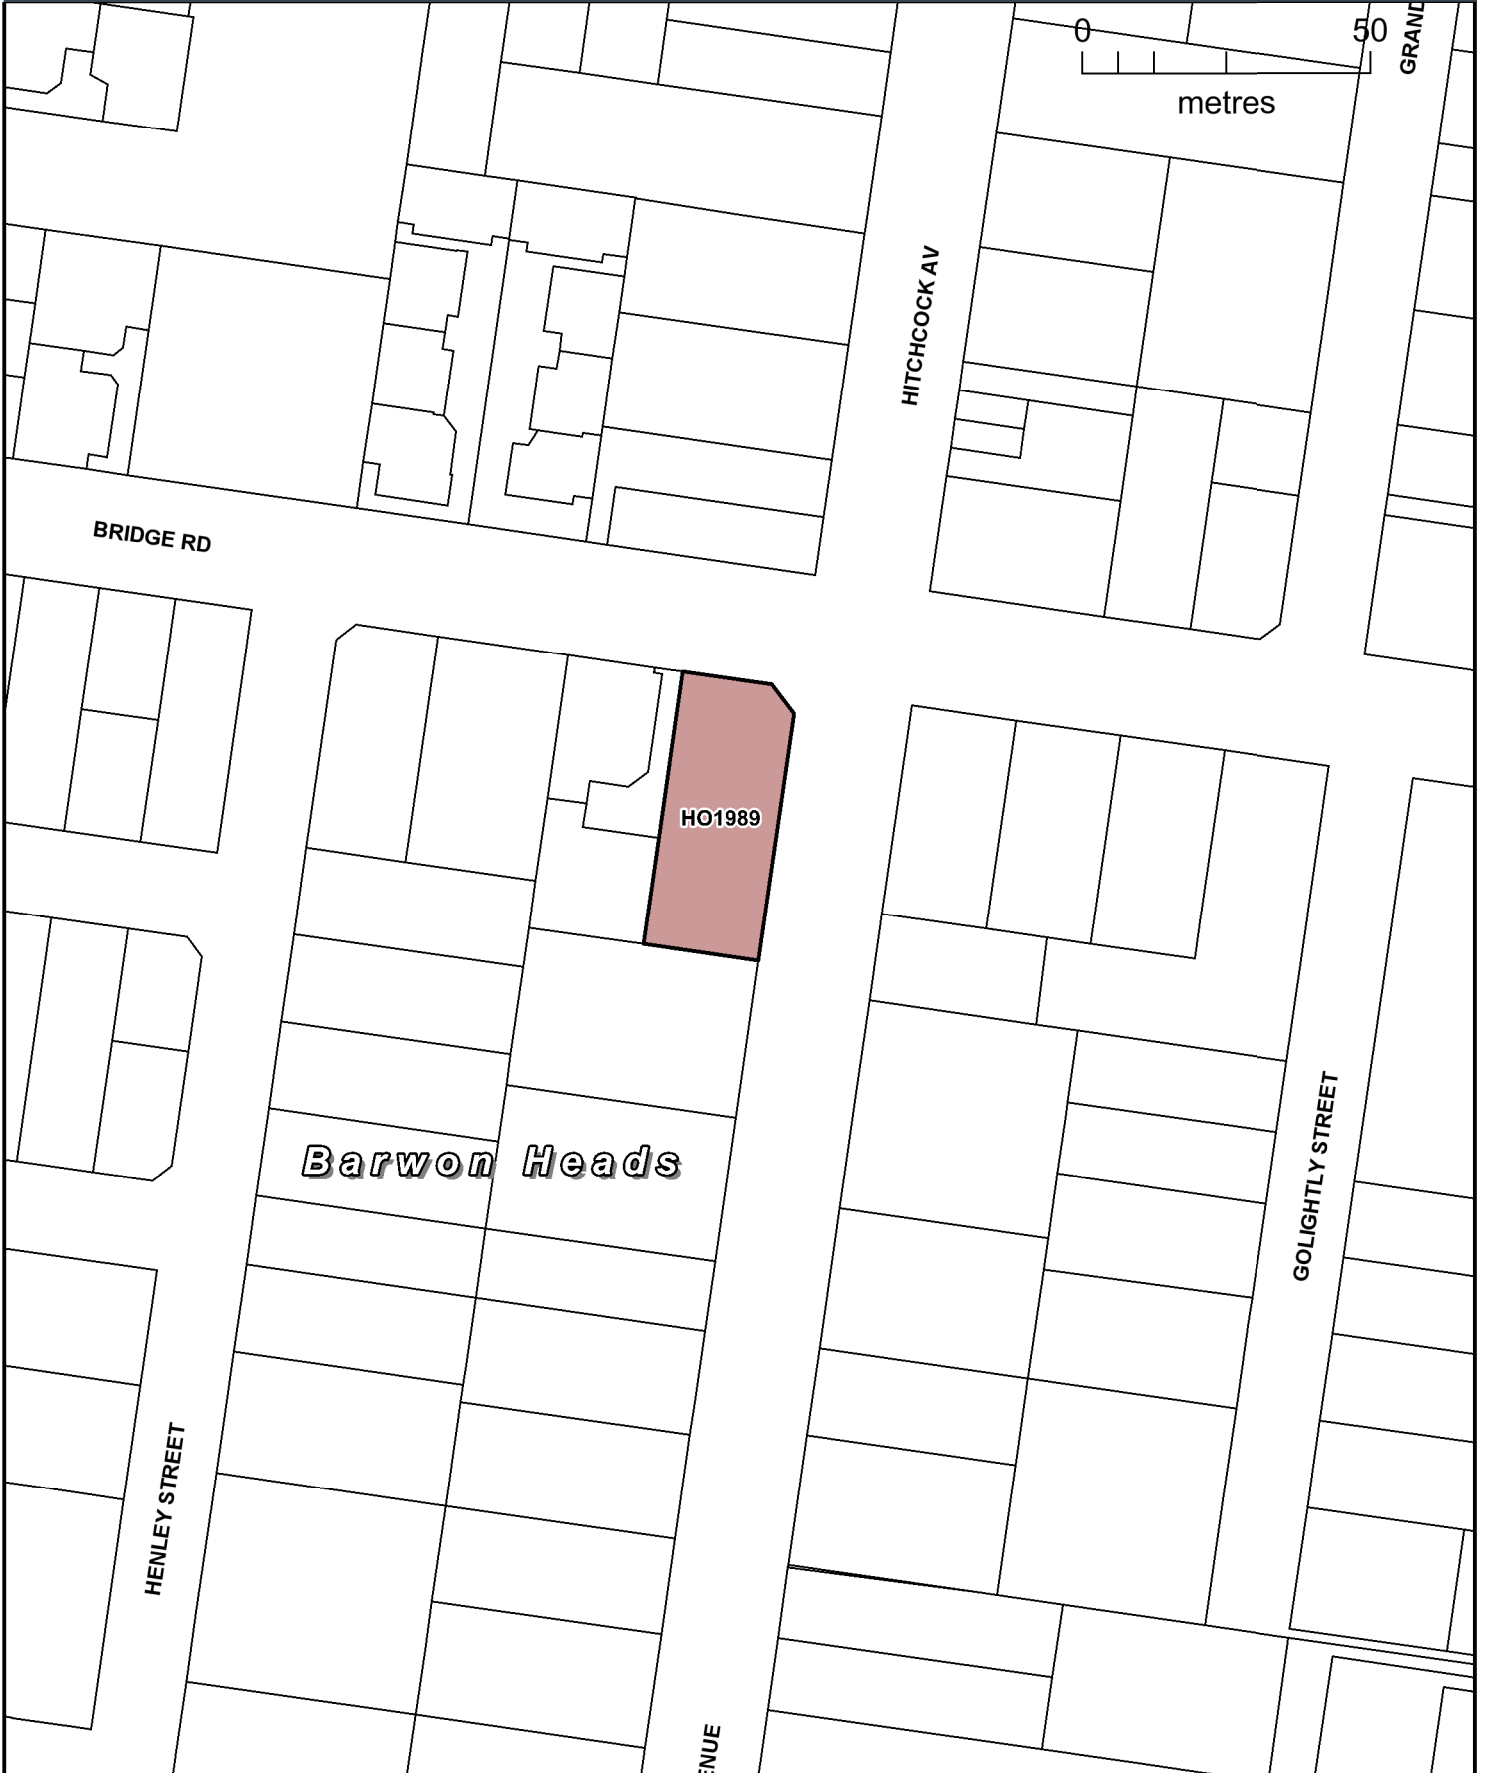 0 50
metres
GRAND
HITCHCOCK AV
BRIDGE RD
HO1989
Barwon Heads
GOLIGHTLY STREET
HENLEY STREET
ENUE